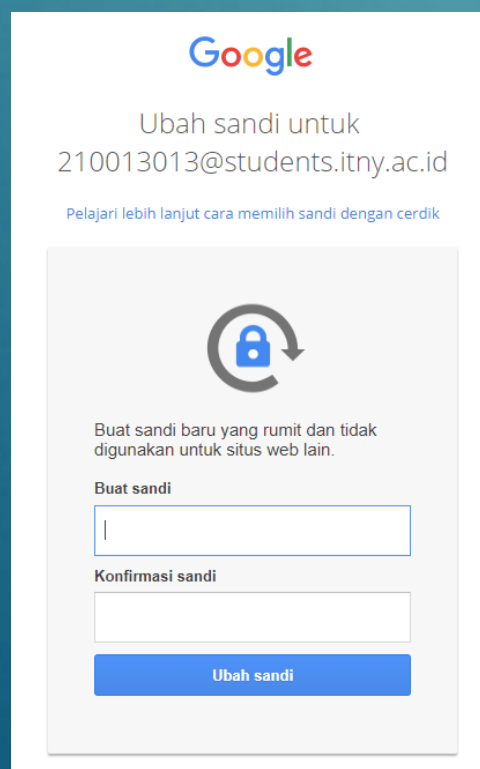 Google
Ubah sandi untuk
210013013@students.itny.ac.id
Pelajari lebih lanjut cara memilih sandi dengan cerdik
Buat sandi baru yang rumit dan tidak
digunakan untuk situs web lain.
Buat sandi
Konfirmasi sandi
Ubah sandi